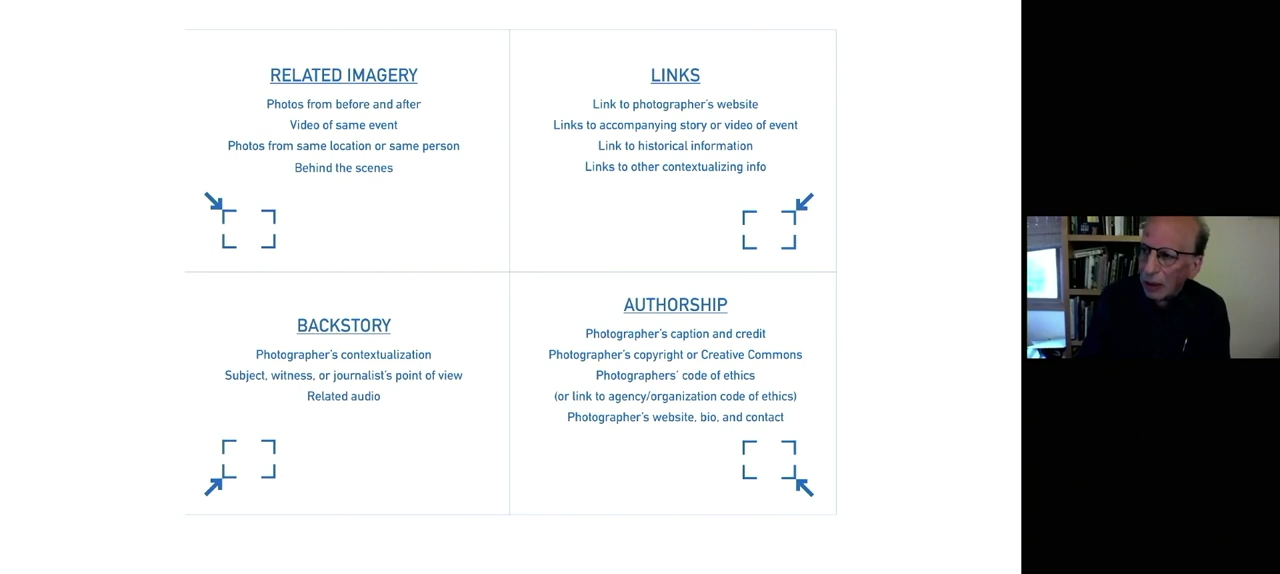 RELATED IMAGERY
Photos from before and after
Video of same event
Photos from same location or same person
Behind the scenes
LINKS
Link to photographer's website
Links to accompanying story or video of event
Link to historical information
Links to other contextualizing info
BACKSTORY
Photographer's contextualization
Subject, witness, or journalist's point of view
Related audio
AUTHORSHIP
Photographer's caption and credit
Photographer's copyright or Creative Commons
Photographers' code of ethics
(or link to agency/organization code of ethics)
Photographer's website, bio, and contact